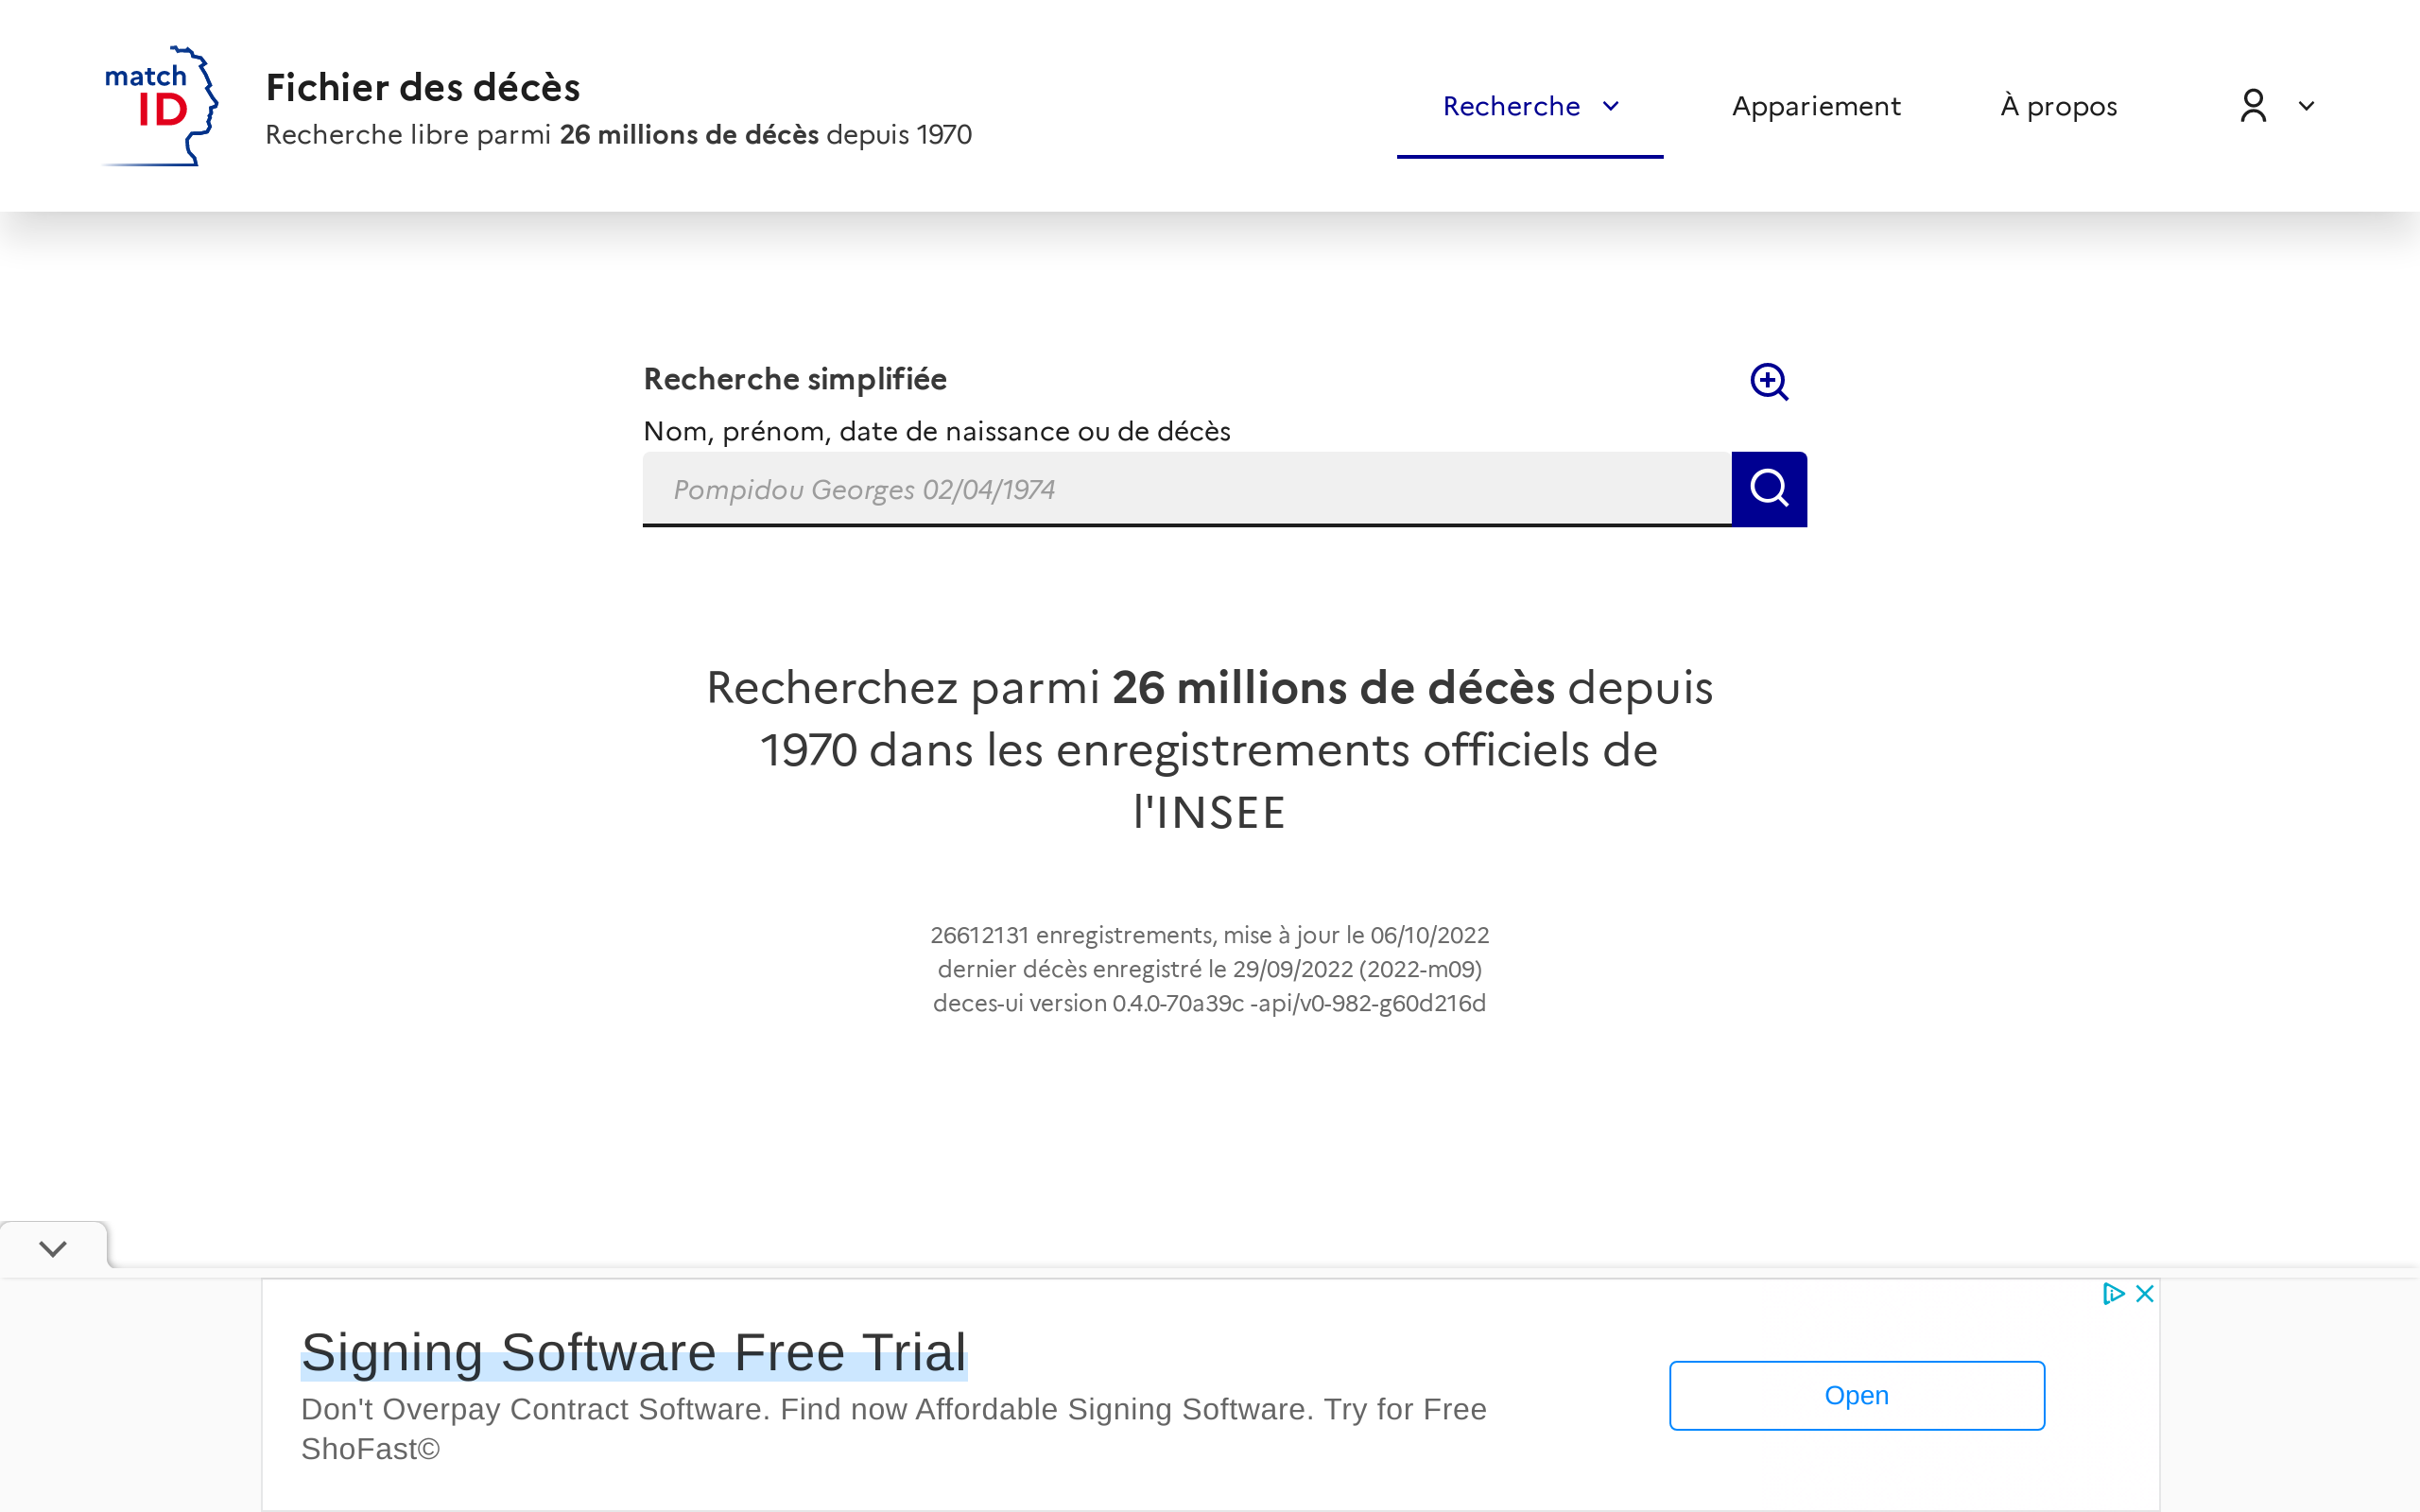 match
ID
Fichier des décès
Recherche libre parmi 26 millions de décès depuis 1970
Recherche
Appariement
À propos
Recherche simplifiée
Nom, prénom, date de naissance ou de décès
Pompidou Georges 02/04/1974
Recherchez parmi 26 millions de décès depuis
1970 dans les enregistrements officiels de
l'INSEE
26612131 enregistrements, mise à jour le 06/10/2022
dernier décès enregistré le 29/09/2022 (2022-m09)
deces-ui version 0.4.0-70a39c -api/v0-982-g60d216d
Signing Software Free Trial
Don't Overpay Contract Software. Find now Affordable Signing Software. Try for Free
ShoFast©
Open